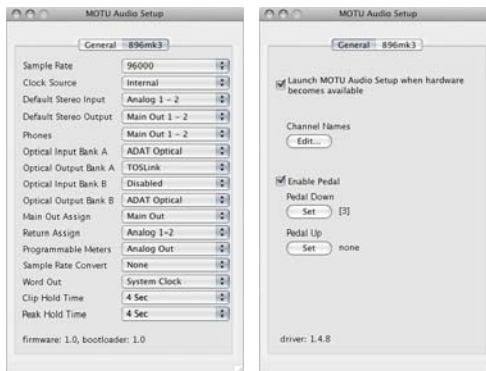 MOTU Audio Setup
General 896mk3
Sample Rate 96000
Clock Source Internal
Default Stereo Input Analog 1 – 2
Default Stereo Output Main Out 1 – 2
Phones Main Out 1 – 2
Optical Input Bank A ADAT Optical
Optical Output Bank A TOSLink
Optical Input Bank B Disabled
Optical Output Bank B ADAT Optical
Main Out Assign Main Out
Return Assign Analog 1–2
Programmable Meters Analog Out
Sample Rate Convert None
Word Out System Clock
Clip Hold Time 4 Sec
Peak Hold Time 4 Sec
firmware: 1.0, bootloader: 1.0
MOTU Audio Setup
General 896mk3
Launch MOTU Audio Setup when hardware
becomes available
Channel Names
Edit...
Enable Pedal
Pedal Down
Set [3]
Pedal Up
Set none
driver: 1.4.8